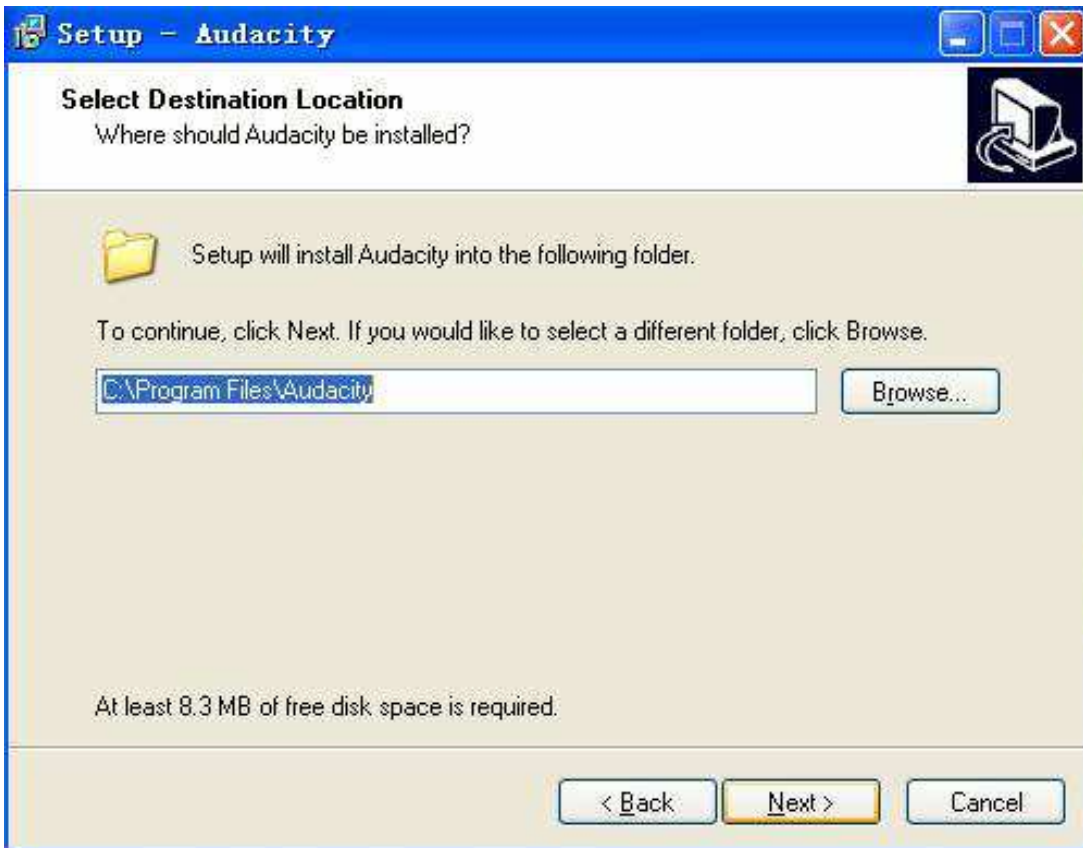 Setup - Audacity
Select Destination Location
Where should Audacity be installed?
Setup will install Audacity into the following folder.
To continue, click Next. If you would like to select a different folder, click Browse.
C:\Program Files\Audacity
Browse...
At least 8.3 MB of free disk space is required.
< Back
Next >
Cancel